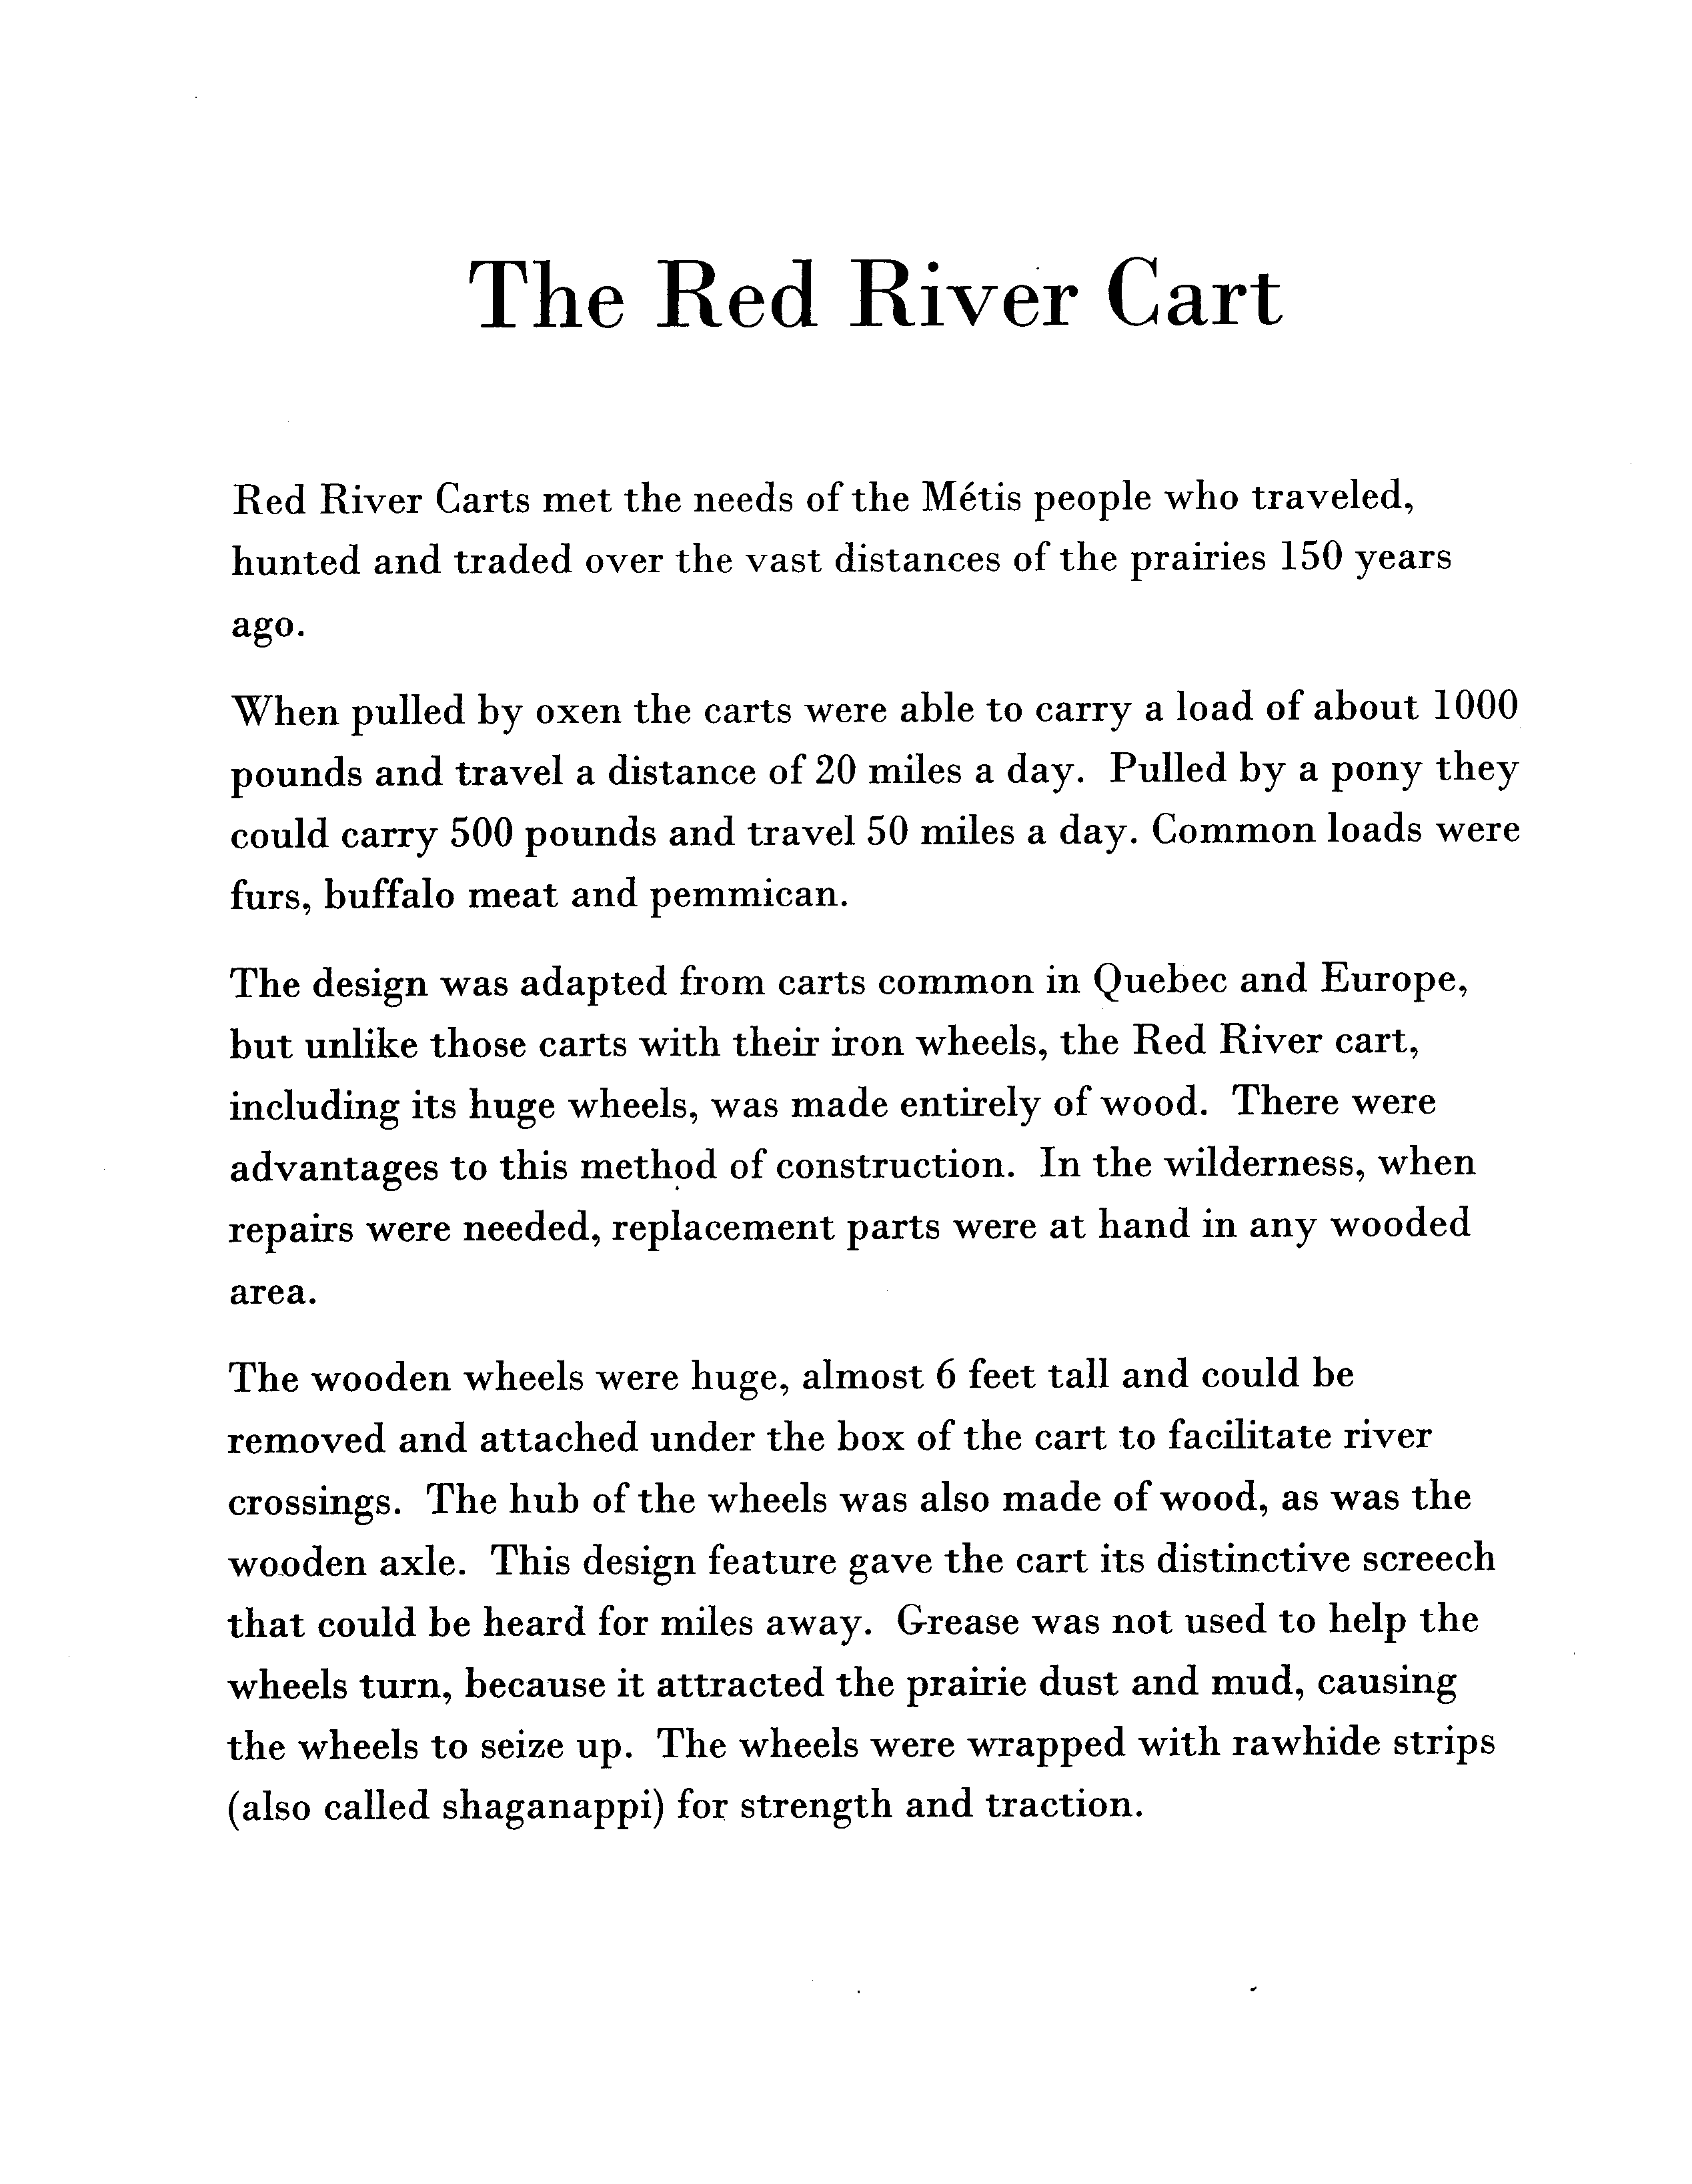 The Red River Cart
Red River Carts met the needs of the Métis people who traveled,
hunted and traded over the vast distances of the prairies 150 years
ago.
When pulled by oxen the carts were able to carry a load of about 1000
pounds and travel a distance of 20 miles a day. Pulled by a pony they
could carry 500 pounds and travel 50 miles a day. Common loads were
furs, buffalo meat and pemmican.
The design was adapted from carts common in Quebec and Europe,
but unlike those carts with their iron wheels, the Red River cart,
including its huge wheels, was made entirely of wood. There were
advantages to this method of construction. In the wilderness, when
repairs were needed, replacement parts were at hand in any wooded
area.
The wooden wheels were huge, almost 6 feet tall and could be
removed and attached under the box of the cart to facilitate river
crossings. The hub of the wheels was also made of wood, as was the
wooden axle. This design feature gave the cart its distinctive screech
that could be heard for miles away. Grease was not used to help the
wheels turn, because it attracted the prairie dust and mud, causing
the wheels to seize up. The wheels were wrapped with rawhide strips
(also called shaganappi) for strength and traction.